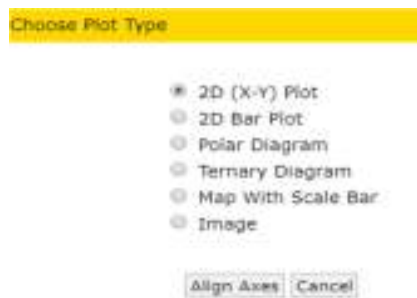 Choose Plot Type
2D (X-Y) Plot
2D Bar Plot
Polar Diagram
Ternary Diagram
Map With Scale Bar
Image
Align Axes Cancel